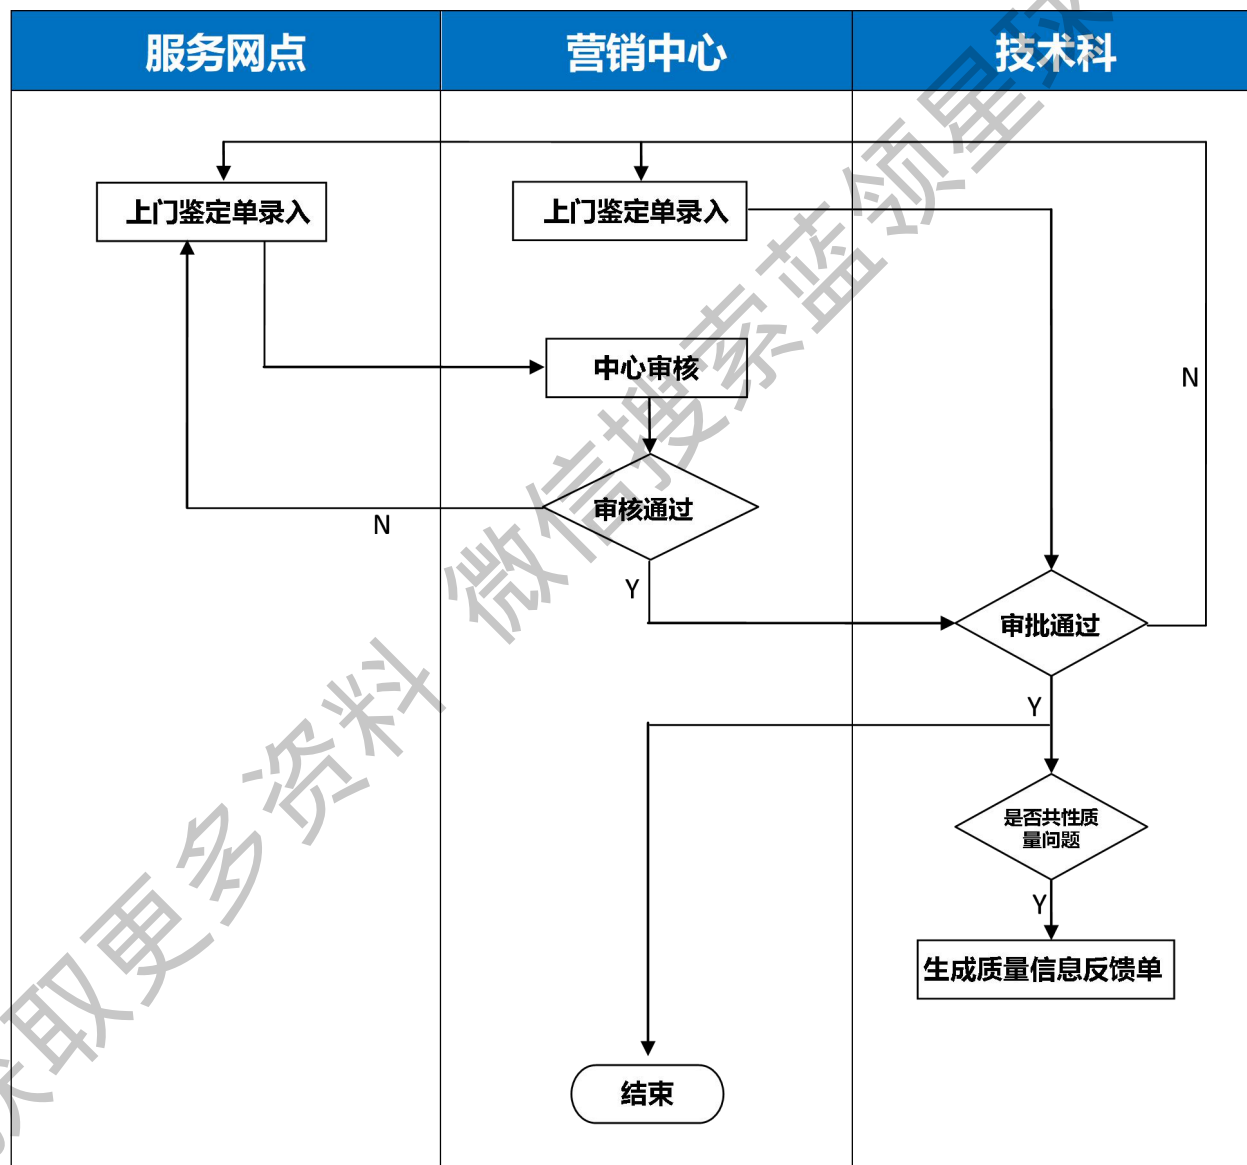 服务网点
营销中心
技术科
上门鉴定单录入
上门鉴定单录入
中心审核
N
审核通过
N
Y
审批通过
Y
是否共性质
量问题
Y
生成质量信息反馈单
结束
获取更多资料 微信搜索蓝领星球